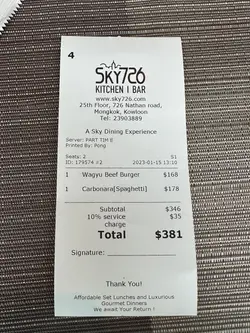 4
SKY726
KITCHEN | BAR
www.sky726.com
25th Floor, 726 Nathan road,
Mongkok, Kowloon
Tel: 23903889
A Sky Dining Experience
Server: PART TIM E
Printed By: Pong
Seats: 2 51
ID: 179574 #2 2023-01-15 13:10
1 Wagyu Beef Burger $168
1 Carbonara[Spaghetti] $178
Subtotal $346
10% service $35
charge
Total $381
Signature:
Thank You!
Affordable Set Lunches and Luxurious
Gourmet Dinners
We await Your Return !